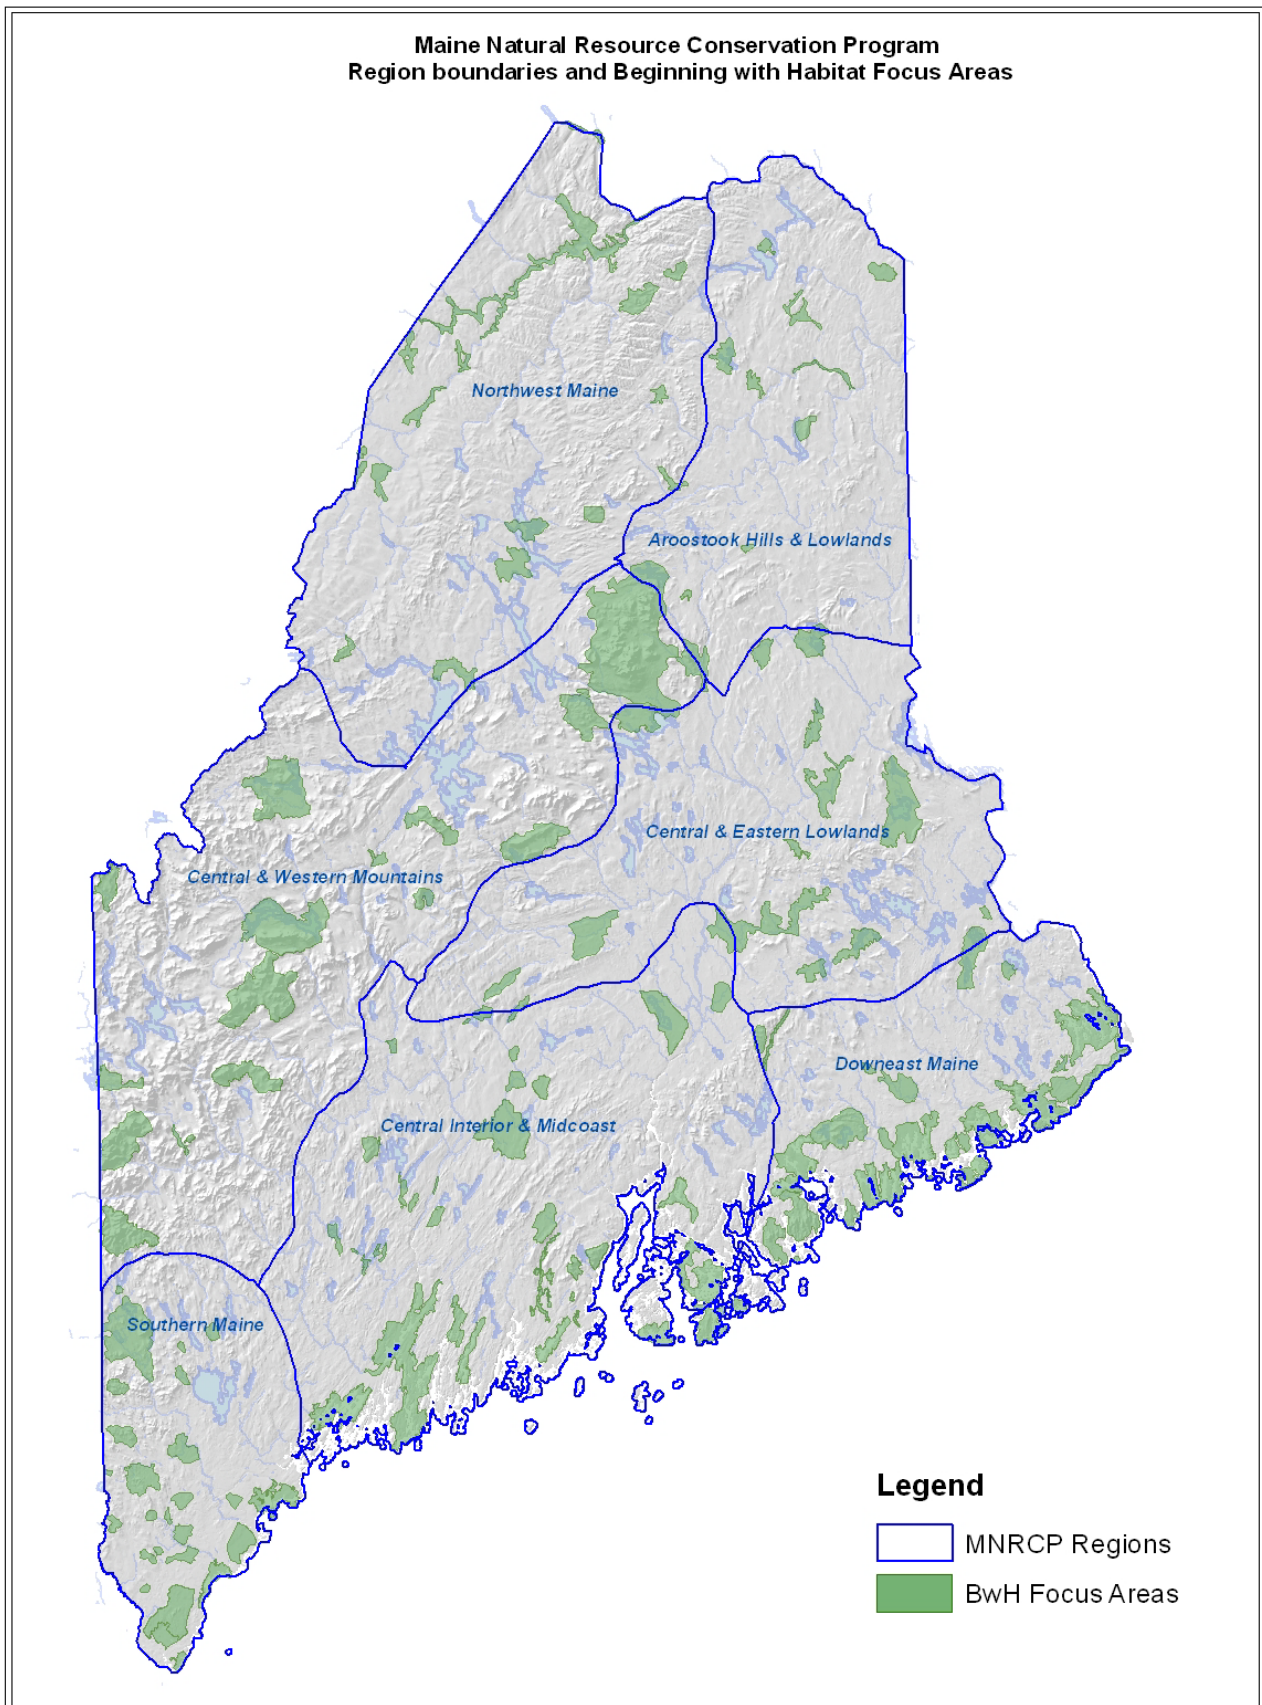 Maine Natural Resource Conservation Program
Region boundaries and Beginning with Habitat Focus Areas
Northwest Maine
Aroostook Hills & Lowlands
Central & Eastern Lowlands
Central & Western Mountains
Downeast Maine
Central Interior & Midcoast
Southern Maine
Legend
MNRCP Regions
BwH Focus Areas